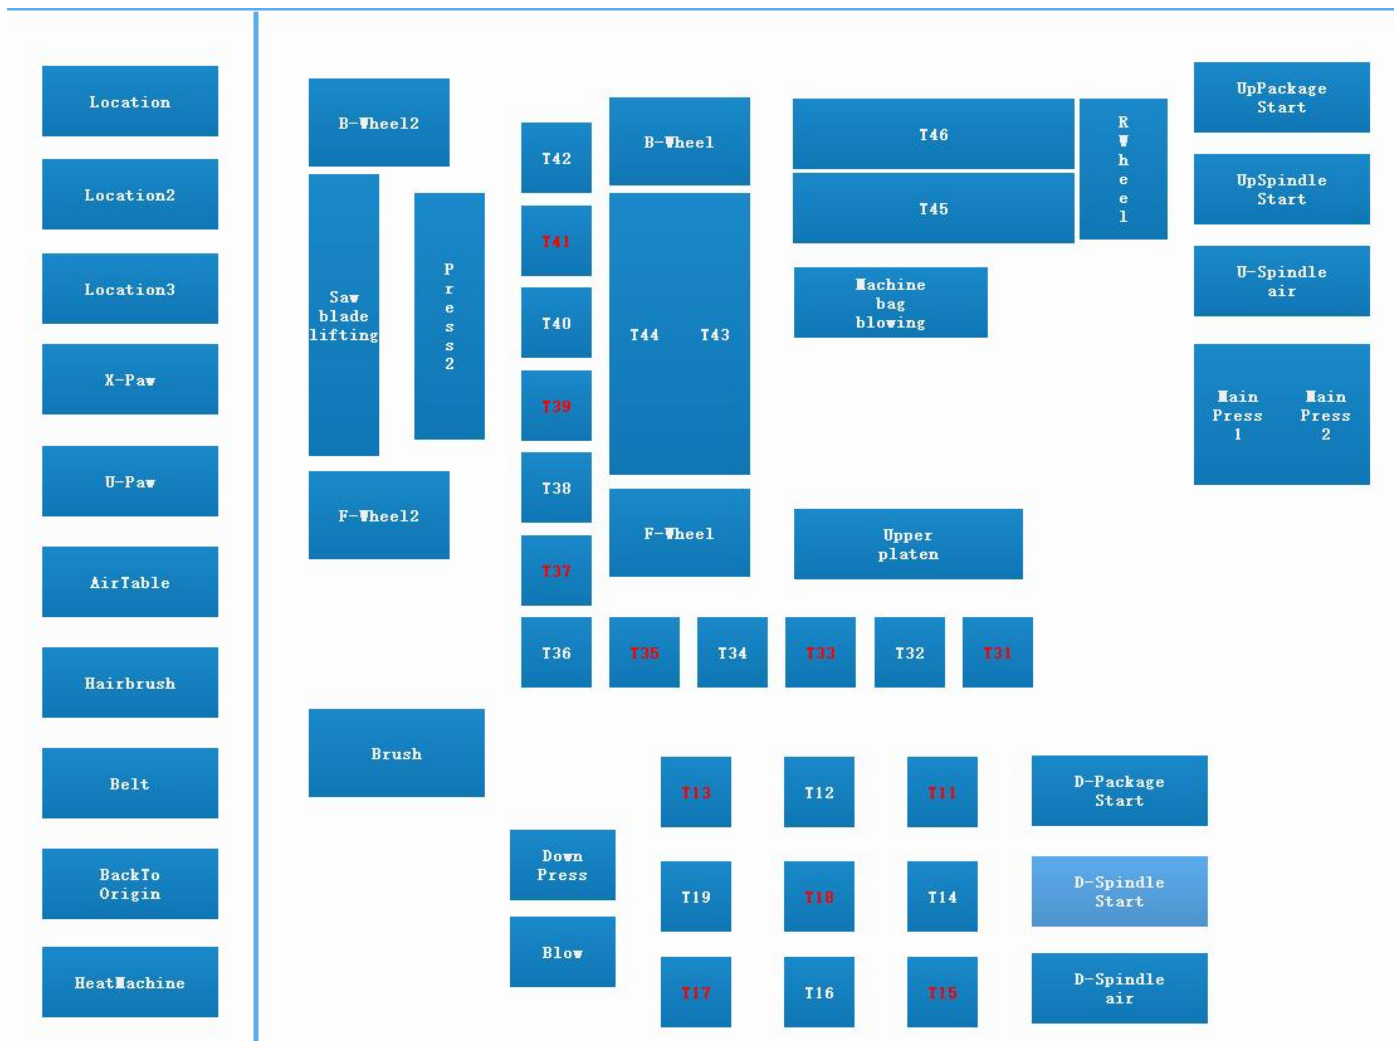 Location
Location2
Location3
X-Paw
U-Paw
AirTable
Hairbrush
Belt
BackTo
Origin
HeatMachine
B-Wheel2
Saw
blade
lifting
P
r
e
s
s
2
F-Wheel2
Brush
T42
T41
T40
T39
T38
T37
T36
B-Wheel
T44 T43
F-Wheel
T46
T45
R
W
h
e
e
l
Machine
bag
blowing
Upper
platen
T35
T34
T33
T32
T31
UpPackage
Start
UpSpindle
Start
U-Spindle
air
Main
Press
1
Main
Press
2
Down
Press
Blow
T13
T12
T11
T19
T18
T14
T17
T16
T15
D-Package
Start
D-Spindle
Start
D-Spindle
air